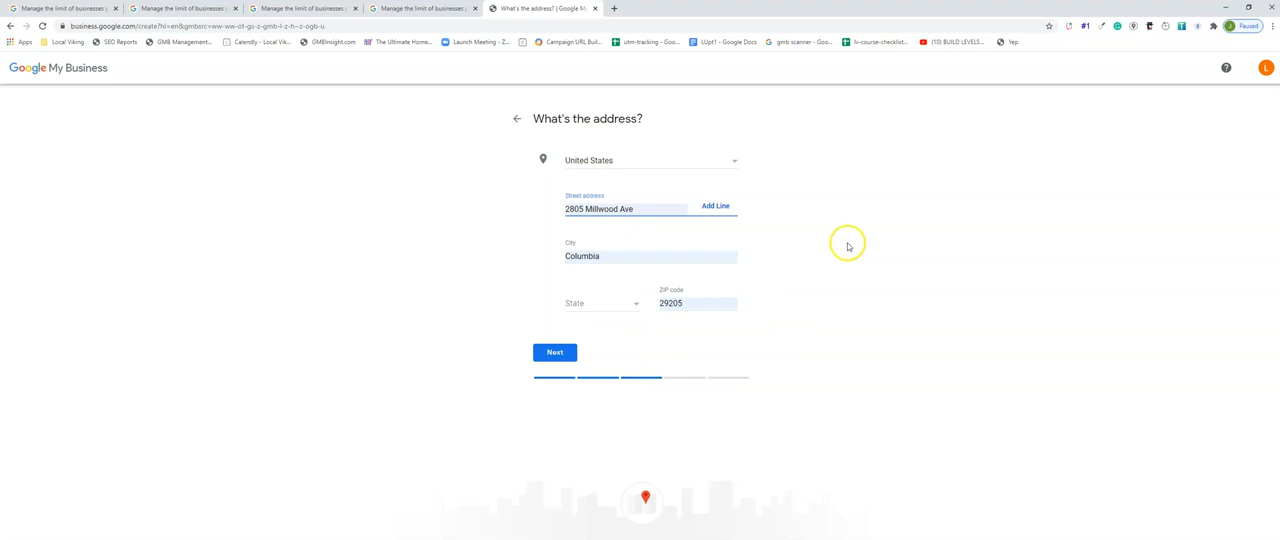 Manage the limit of businesses p Manage the limit of businesses p Manage the limit of businesses p Manage the limit of businesses p What's the address? | Google M
business.google.com/create?hl=en&gmbsrc=ww-ww-ot-gs-z-gmb-l-z-h~z-ogb-u Paused
Apps Local Viking SEO Reports GMB Management... Calendly - Local Vik... GMBInsight.com The Ultimate Home... Launch Meeting - Z... Campaign URL Buil... utm-tracking - Goo... LUpt1 - Google Docs gmb scanner - Goo... lv-course-checklist... (10) BUILD LEVELS... Yep.
Google My Business
L
What's the address?
United States
Street address
2805 Millwood Ave
Add Line
City
Columbia
ZIP code
State
29205
Next